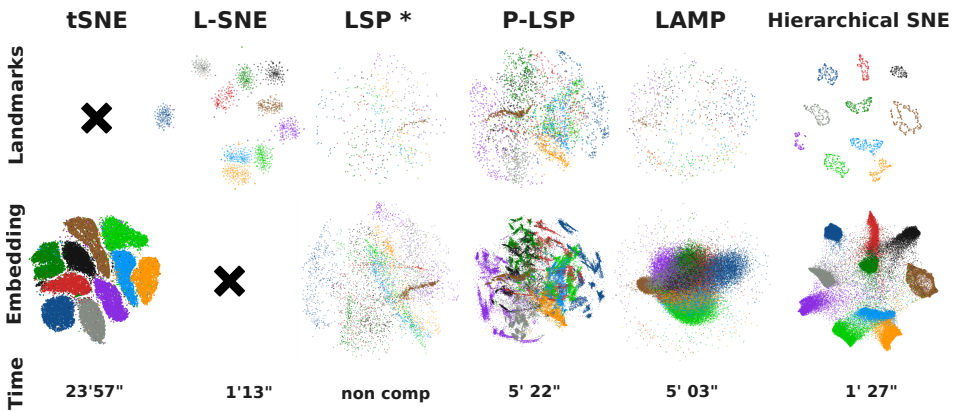 tSNE L-SNE LSP * P-LSP LAMP Hierarchical SNE
Landmarks
Embedding
Time
23'57" 1'13" non comp 5' 22" 5' 03" 1' 27"